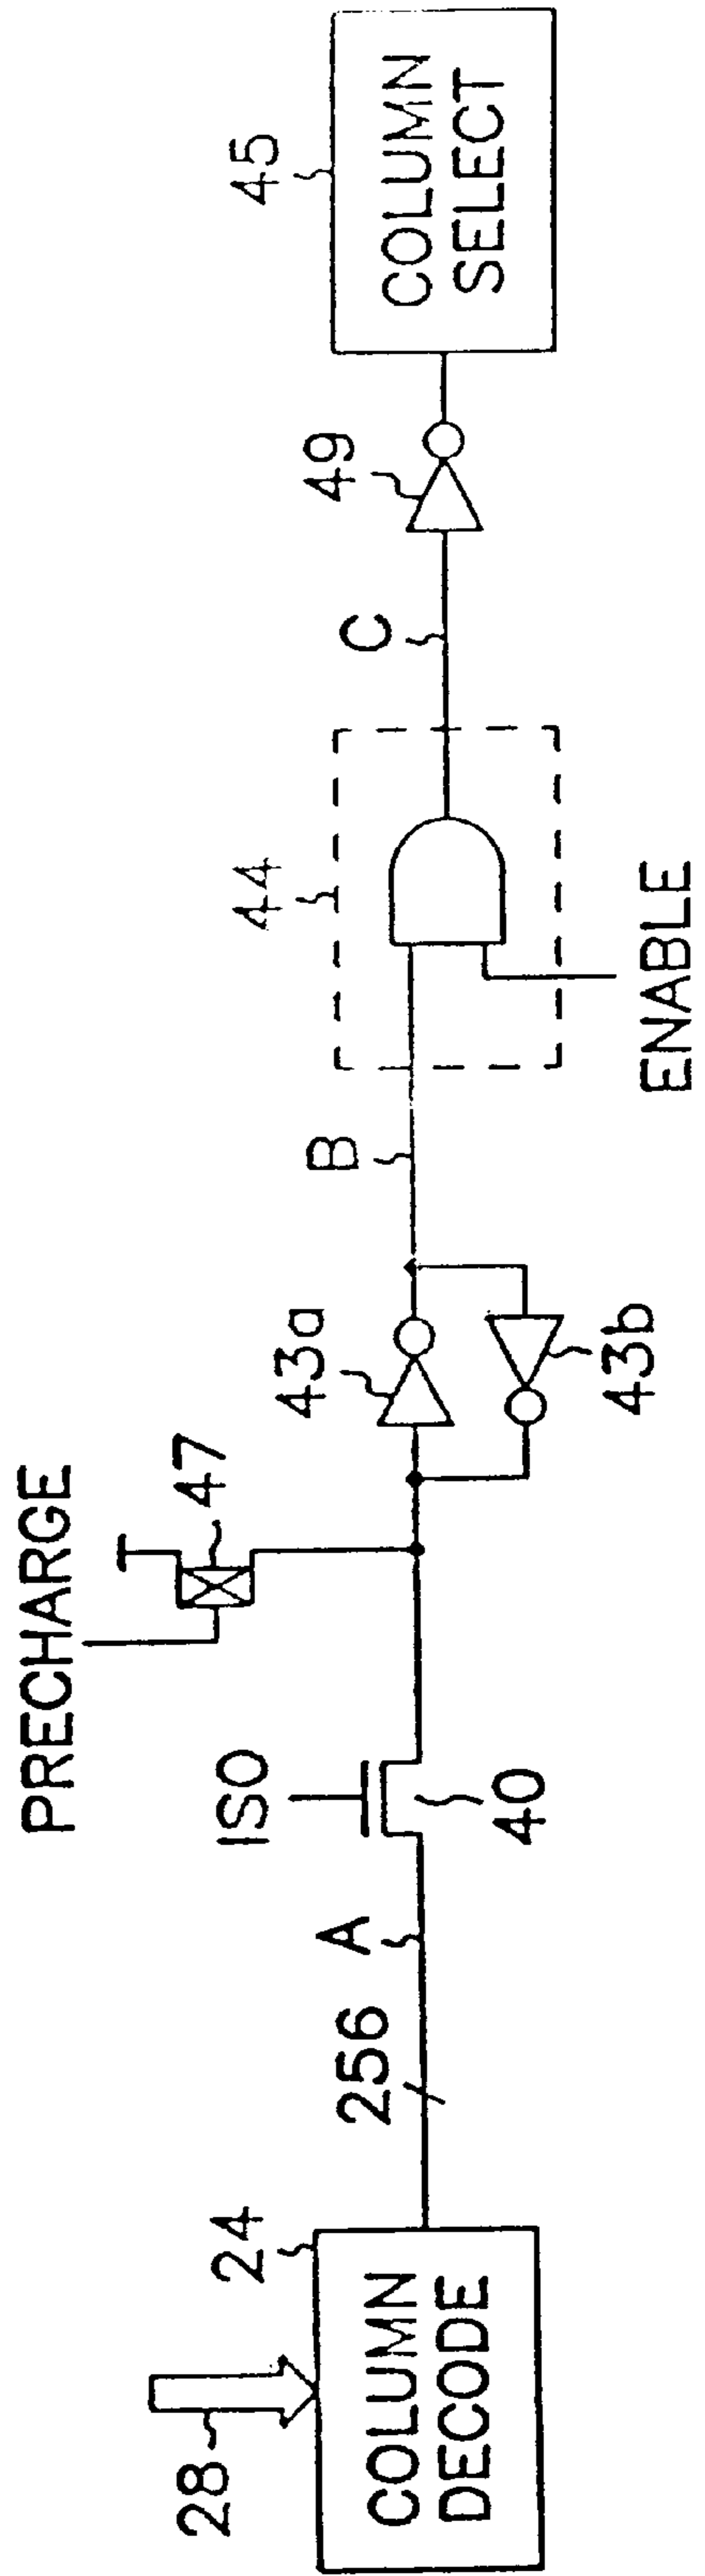 28
24
COLUMN
DECODE
256
A
ISO
40
PRECHARGE
47
43a
43b
B
44
ENABLE
C
49
45
COLUMN
SELECT